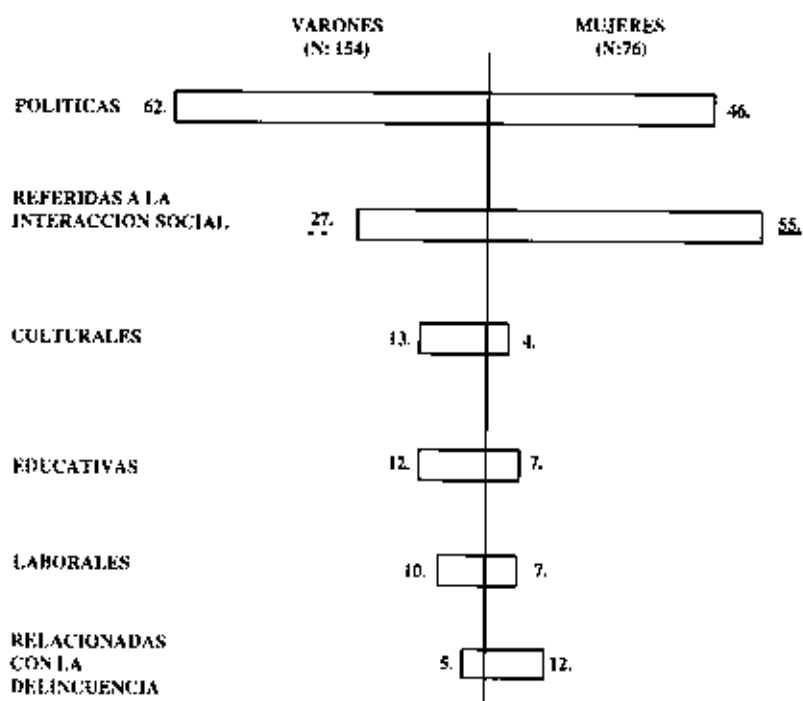 VARONES MUJERES
(N: 154) (N:76)
POLITICAS 62. 46.
REFERIDAS A LA
INTERACCION SOCIAL 27. 55.
CULTURALES 13. 4.
EDUCATIVAS 12. 7.
LABORALES 10. 7.
RELACIONADAS
CON LA 5. 12.
DELINCUENCIA